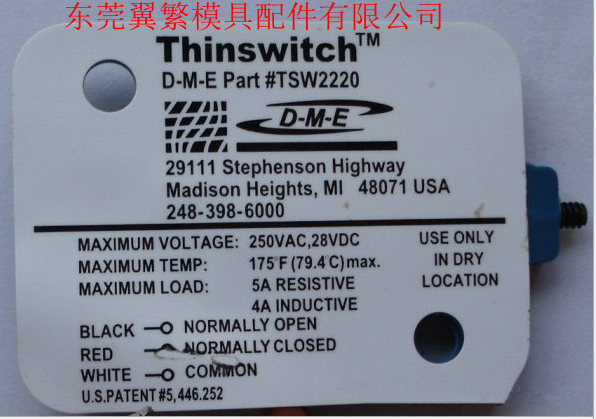 东莞翼繁模具配件有限公司
Thinswitch™
D-M-E Part #TSW2220
D-M-E
29111 Stephenson Highway
Madison Heights, MI 48071 USA
248-398-6000
MAXIMUM VOLTAGE: 250VAC,28VDC
MAXIMUM TEMP: 175°F (79.4°C) max.
MAXIMUM LOAD: 5A RESISTIVE
4A INDUCTIVE
USE ONLY
IN DRY
LOCATION
BLACK NORMALLY OPEN
RED NORMALLY CLOSED
WHITE COMMON
U.S.PATENT #5,446.252